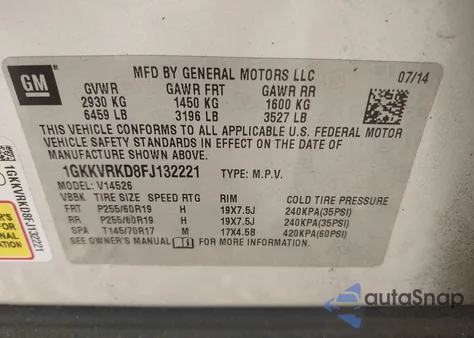 GM
MFD BY GENERAL MOTORS LLC
07/14
GVWR GAWR FRT GAWR RR
2930 KG 1450 KG 1600 KG
6459 LB 3196 LB 3527 LB
THIS VEHICLE CONFORMS TO ALL APPLICABLE U.S. FEDERAL MOTOR
VEHICLE SAFETY STANDARDS IN EFFECT ON THE DATE OF
MANUFACTURE SHOWN ABOVE.
1GKKVRKD8FJ132221 TYPE: M.P.V.
MODEL: V14526
VBBK TIRE SIZE SPEED RTG RIM COLD TIRE PRESSURE
FRT P255/60R19 H 19X7.5J 240KPA(35PSI)
RR P255/60R19 H 19X7.5J 240KPA(35PSI)
SPA T145/70R17 M 17X4.5B 420KPA(60PSI)
SEE OWNER'S MANUAL FOR MORE INFORMATION.
1GKKVRKD8FJ132221
autoSnap